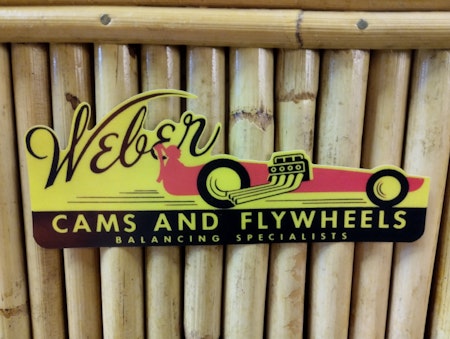 Weber
CAMS AND FLYWHEELS
BALANCING SPECIALISTS